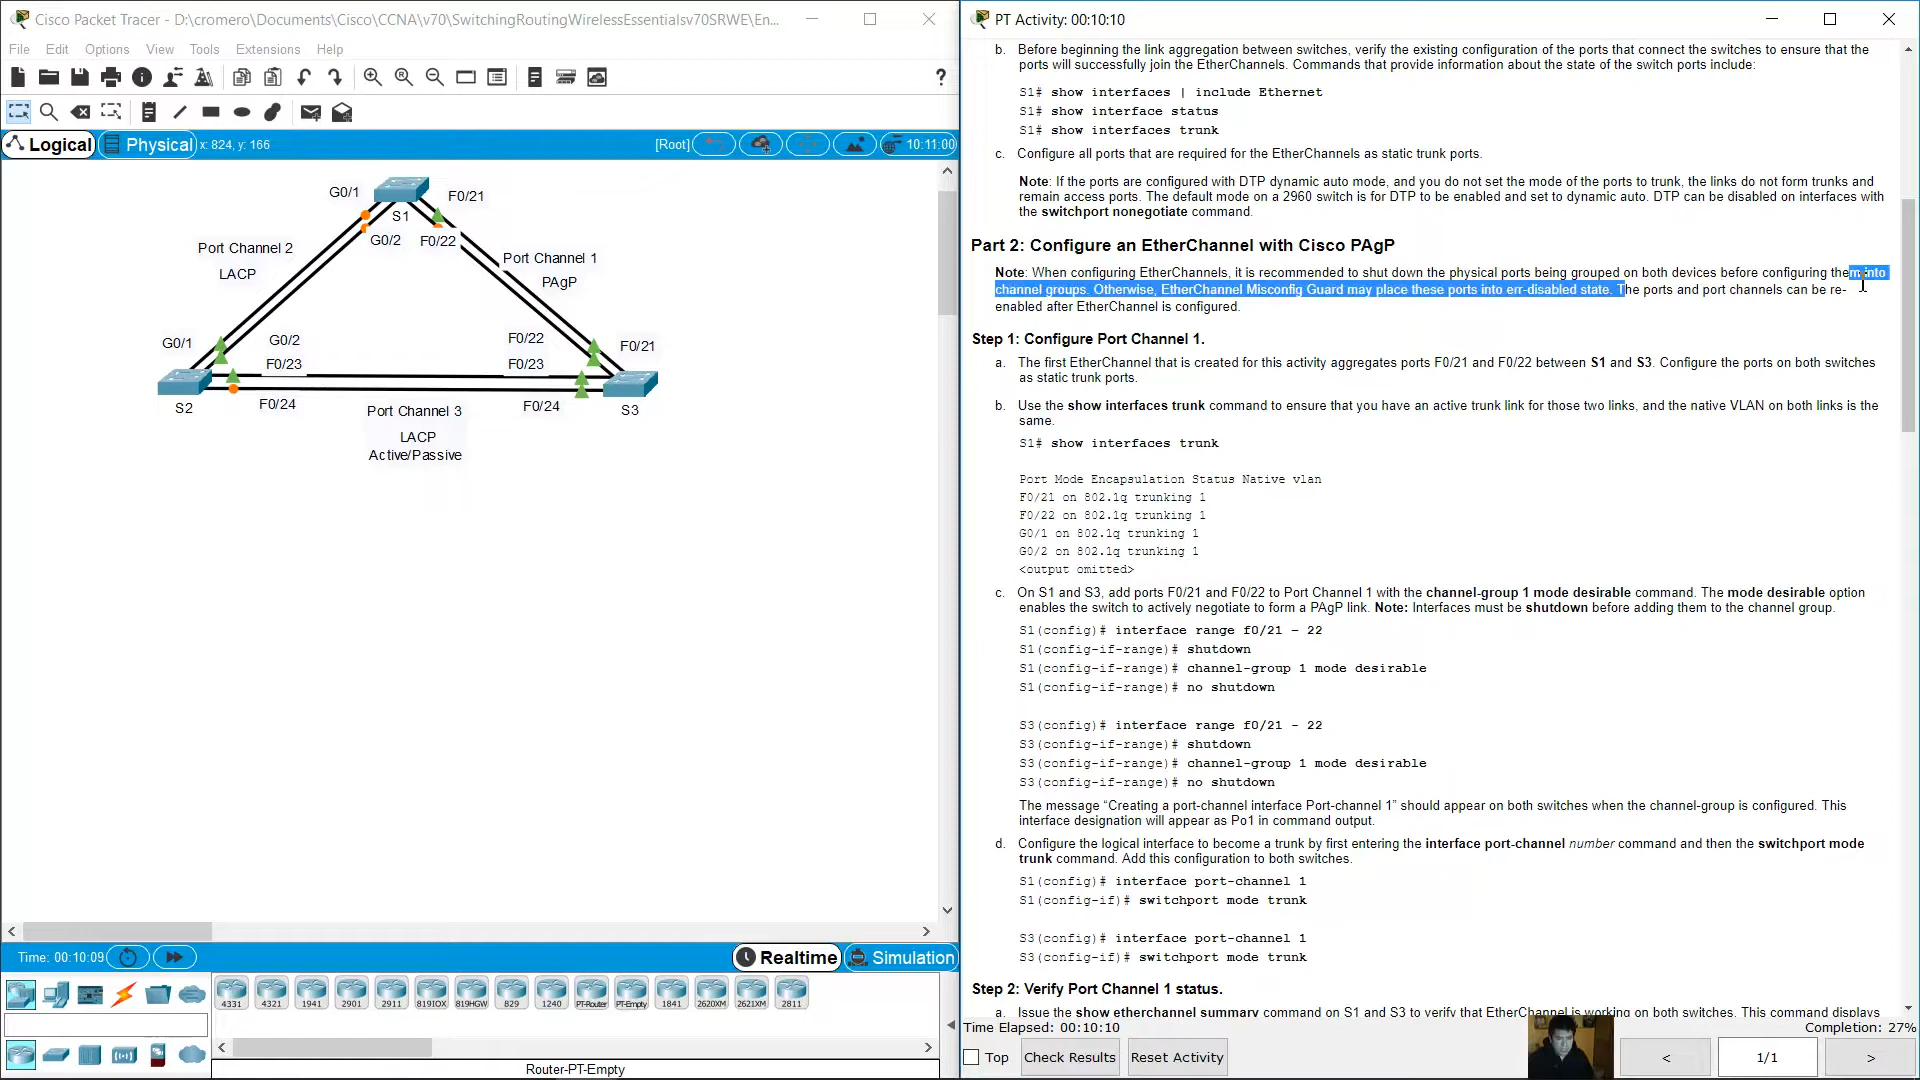 Cisco Packet Tracer - D:\cromero\Documents\Cisco\CCNA\v70\SwitchingRoutingWirelessEssentialsv70SRWE\En...
File Edit Options View Tools Extensions Help
?
Logical Physical x: 824, y: 166 [Root] 10:11:00
G0/1 F0/21
S1
G0/2 F0/22
Port Channel 2
LACP
Port Channel 1
PAgP
G0/1 G0/2 F0/22 F0/21
F0/23 F0/23
S2 F0/24 F0/24 S3
Port Channel 3
LACP
Active/Passive
Time: 00:10:09 Realtime Simulation
4331 4321 1941 2901 2911 819IOX 819HGW 829 1240 PT-Router PT-Empty 1841 2620XM 2621XM 2811
Router-PT-Empty
PT Activity: 00:10:10
b. Before beginning the link aggregation between switches, verify the existing configuration of the ports that connect the switches to ensure that the
ports will successfully join the EtherChannels. Commands that provide information about the state of the switch ports include:
S1# show interfaces | include Ethernet
S1# show interface status
S1# show interfaces trunk
c. Configure all ports that are required for the EtherChannels as static trunk ports.
Note: If the ports are configured with DTP dynamic auto mode, and you do not set the mode of the ports to trunk, the links do not form trunks and
remain access ports. The default mode on a 2960 switch is for DTP to be enabled and set to dynamic auto. DTP can be disabled on interfaces with
the switchport nonegotiate command.
Part 2: Configure an EtherChannel with Cisco PAgP
Note: When configuring EtherChannels, it is recommended to shut down the physical ports being grouped on both devices before configuring them into
channel groups. Otherwise, EtherChannel Misconfig Guard may place these ports into err-disabled state. The ports and port channels can be re-
enabled after EtherChannel is configured.
Step 1: Configure Port Channel 1.
a. The first EtherChannel that is created for this activity aggregates ports F0/21 and F0/22 between S1 and S3. Configure the ports on both switches
as static trunk ports.
b. Use the show interfaces trunk command to ensure that you have an active trunk link for those two links, and the native VLAN on both links is the
same.
S1# show interfaces trunk
Port Mode Encapsulation Status Native vlan
F0/21 on 802.1q trunking 1
F0/22 on 802.1q trunking 1
G0/1 on 802.1q trunking 1
G0/2 on 802.1q trunking 1
<output omitted>
c. On S1 and S3, add ports F0/21 and F0/22 to Port Channel 1 with the channel-group 1 mode desirable command. The mode desirable option
enables the switch to actively negotiate to form a PAgP link. Note: Interfaces must be shutdown before adding them to the channel group.
S1(config)# interface range f0/21 – 22
S1(config-if-range)# shutdown
S1(config-if-range)# channel-group 1 mode desirable
S1(config-if-range)# no shutdown
S3(config)# interface range f0/21 - 22
S3(config-if-range)# shutdown
S3(config-if-range)# channel-group 1 mode desirable
S3(config-if-range)# no shutdown
The message “Creating a port-channel interface Port-channel 1” should appear on both switches when the channel-group is configured. This
interface designation will appear as Po1 in command output.
d. Configure the logical interface to become a trunk by first entering the interface port-channel number command and then the switchport mode
trunk command. Add this configuration to both switches.
S1(config)# interface port-channel 1
S1(config-if)# switchport mode trunk
S3(config)# interface port-channel 1
S3(config-if)# switchport mode trunk
Step 2: Verify Port Channel 1 status.
a. Issue the show etherchannel summary command on S1 and S3 to verify that EtherChannel is working on both switches. This command displays
Time Elapsed: 00:10:10 Completion: 27%
Top Check Results Reset Activity < 1/1 >